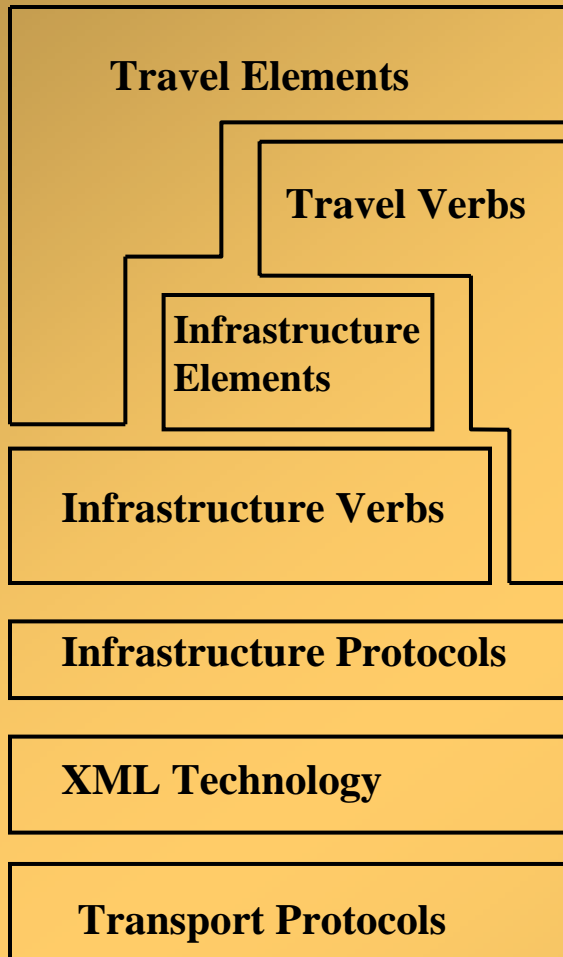 Travel Elements
Travel Verbs
Infrastructure
Elements
Infrastructure Verbs
Infrastructure Protocols
XML Technology
Transport Protocols